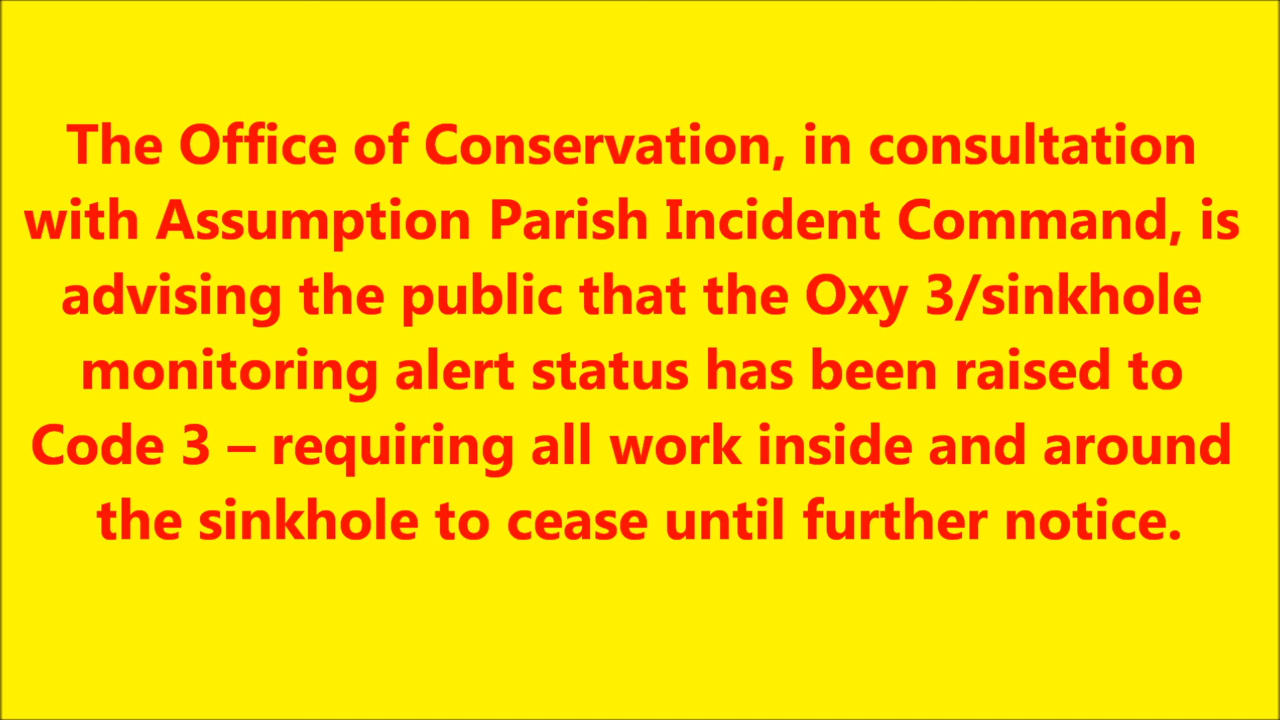 The Office of Conservation, in consultation
with Assumption Parish Incident Command, is
advising the public that the Oxy 3/sinkhole
monitoring alert status has been raised to
Code 3 – requiring all work inside and around
the sinkhole to cease until further notice.